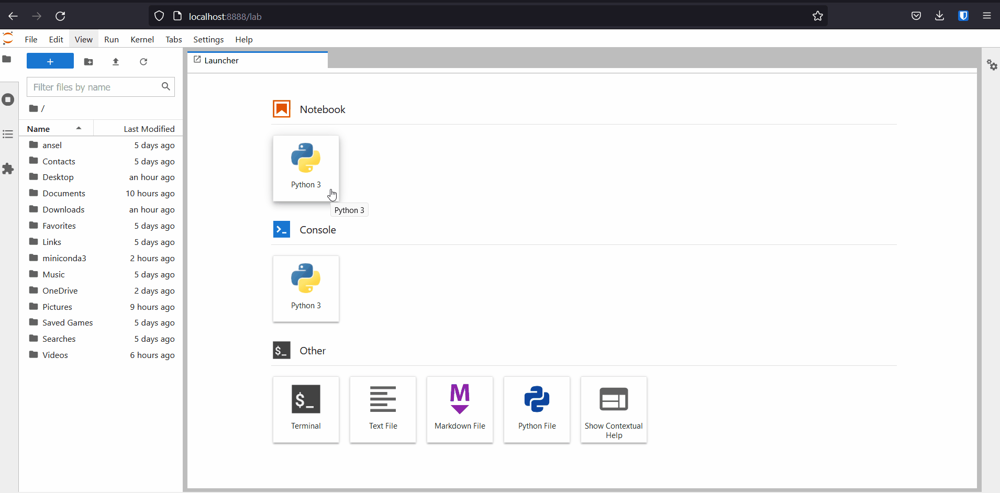 localhost:8888/lab
File Edit View Run Kernel Tabs Settings Help
+
Launcher
Filter files by name
/
Name Last Modified
ansel 5 days ago
Contacts 5 days ago
Desktop an hour ago
Documents 10 hours ago
Downloads an hour ago
Favorites 5 days ago
Links 5 days ago
miniconda3 2 hours ago
Music 5 days ago
OneDrive 2 days ago
Pictures 9 hours ago
Saved Games 5 days ago
Searches 5 days ago
Videos 6 hours ago
Notebook
Python 3
Python 3
Console
Python 3
$_ Other
$_
M
Terminal
Text File
Markdown File
Python File
Show Contextual
Help